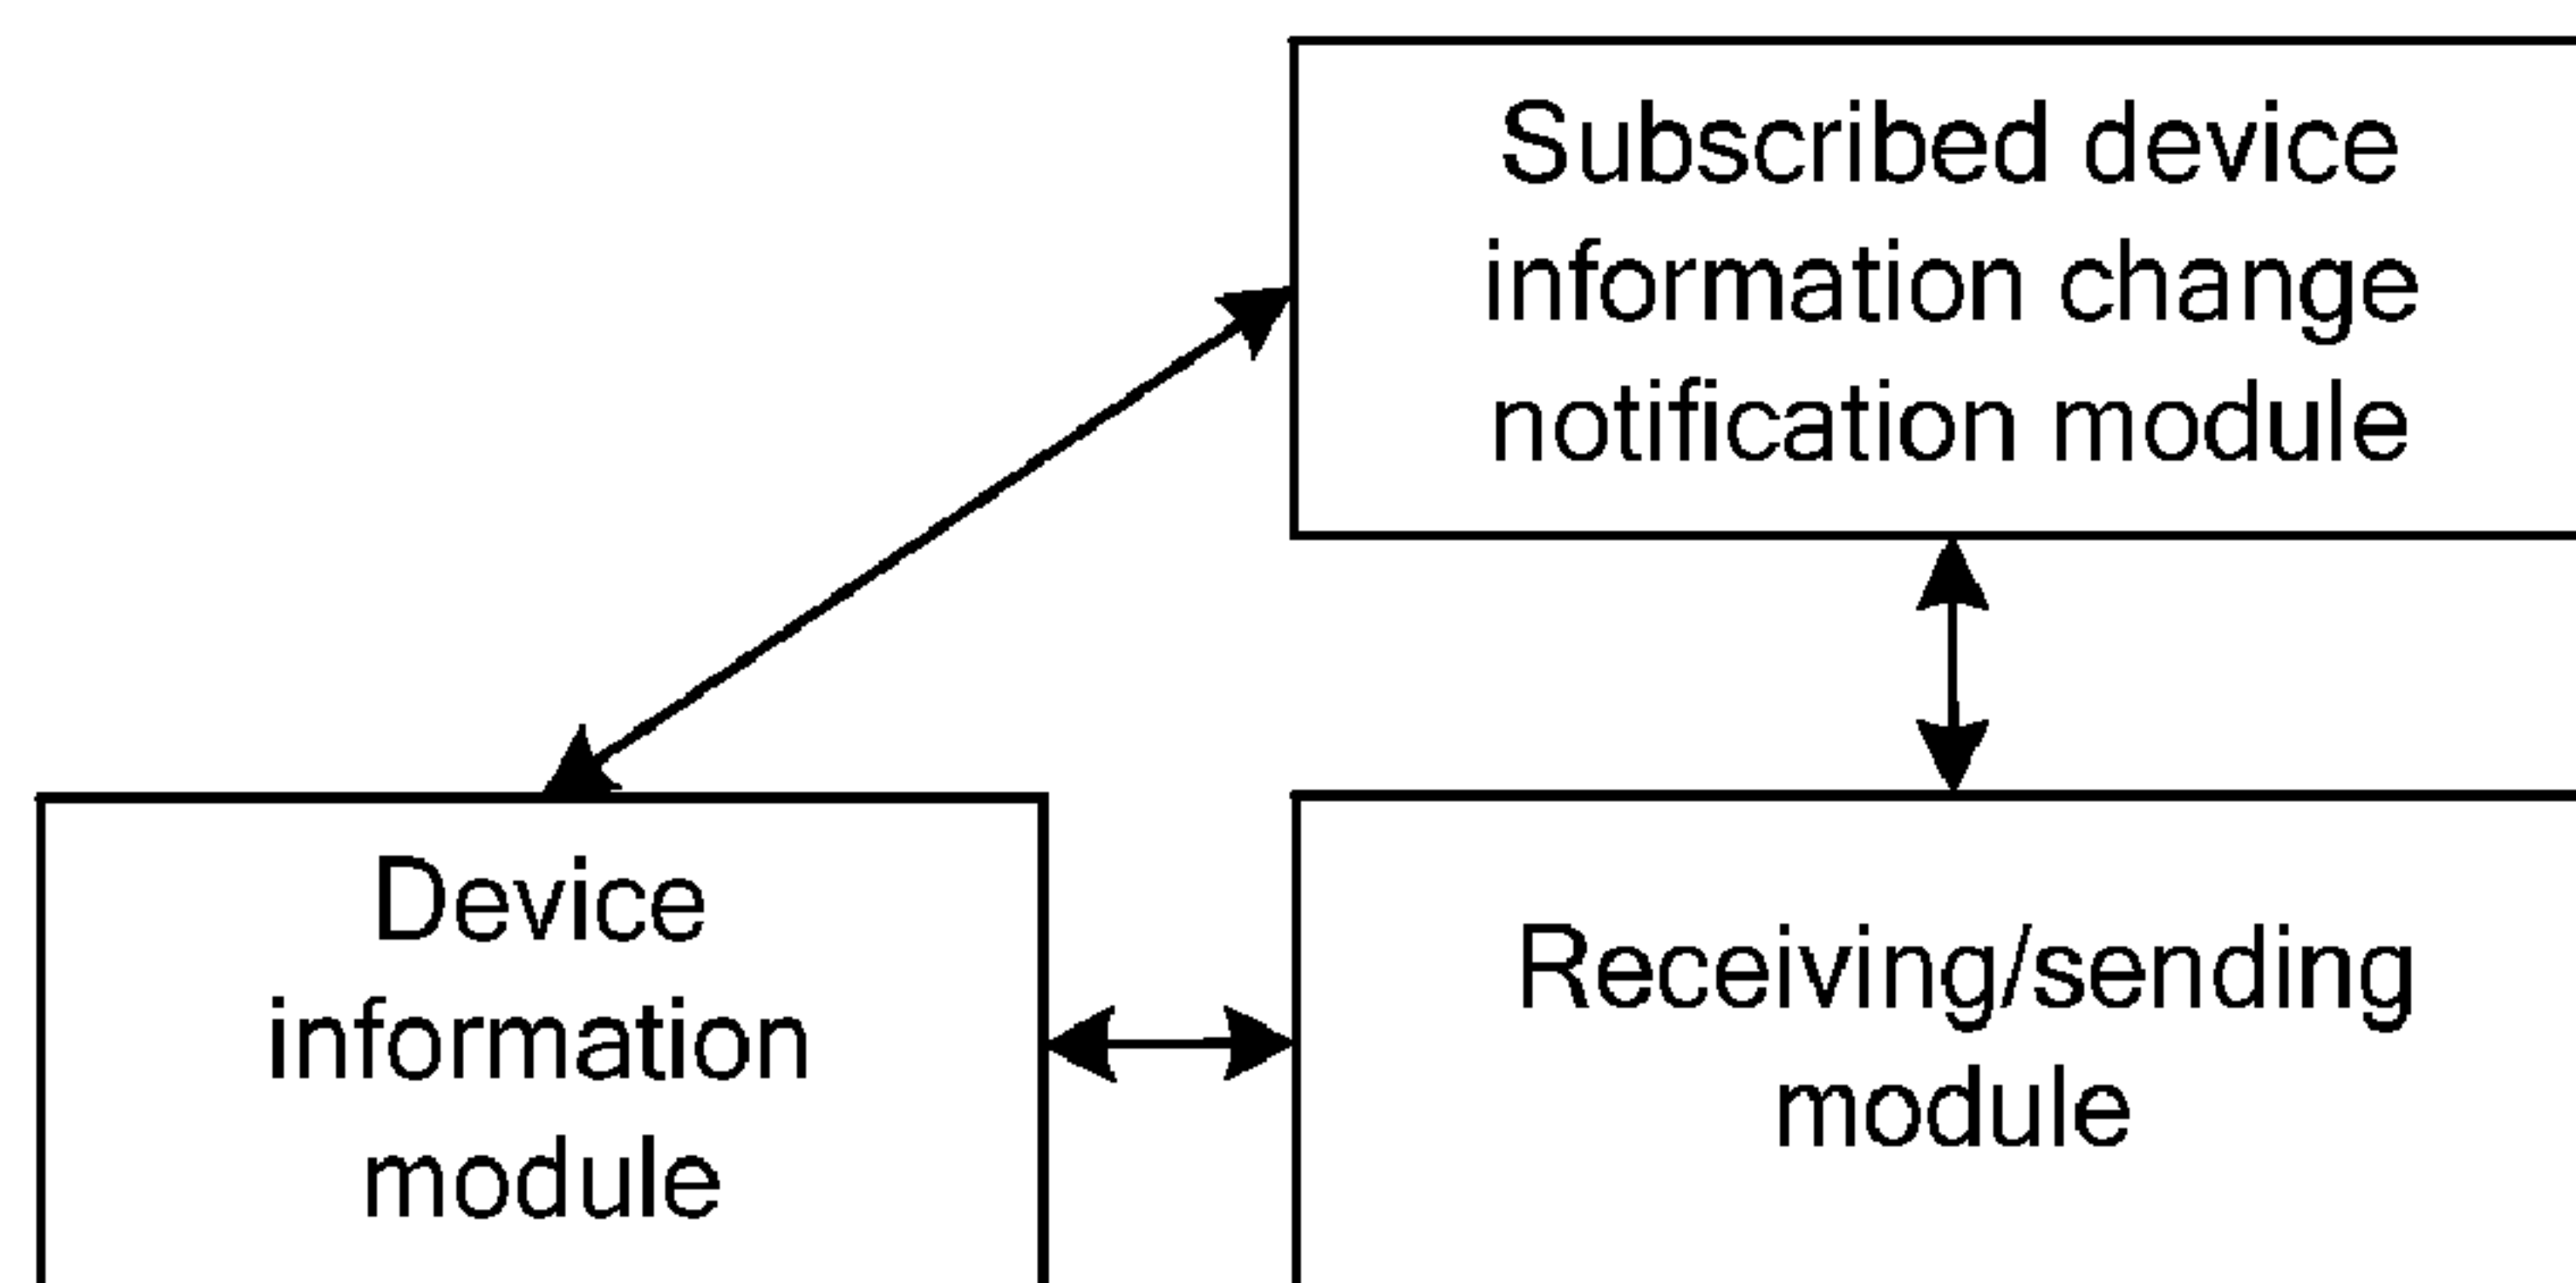 Subscribed device
information change
notification module
Device
information
module
Receiving/sending
module